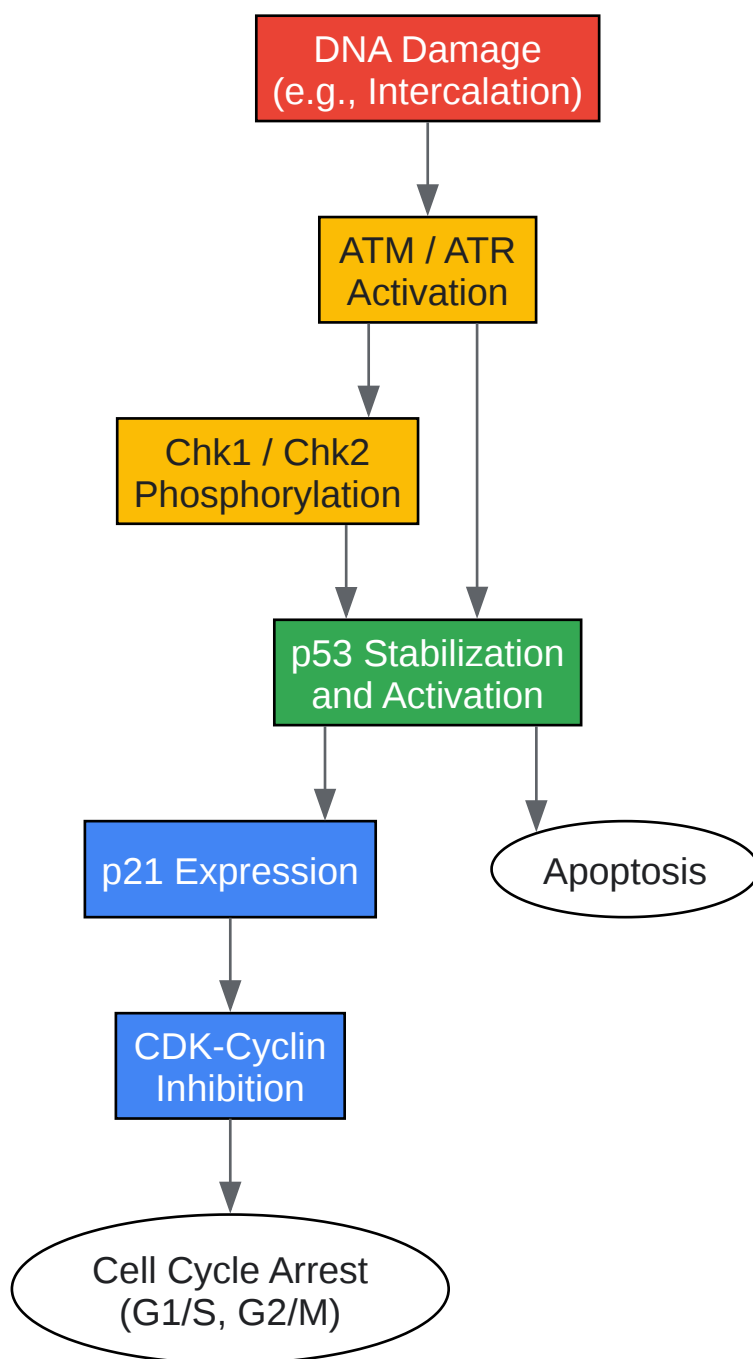 DNA Damage
(e.g., Intercalation)
ATM / ATR
Activation
Chk1 / Chk2
Phosphorylation
p53 Stabilization
and Activation
p21 Expression
Apoptosis
CDK-Cyclin
Inhibition
Cell Cycle Arrest
(G1/S, G2/M)